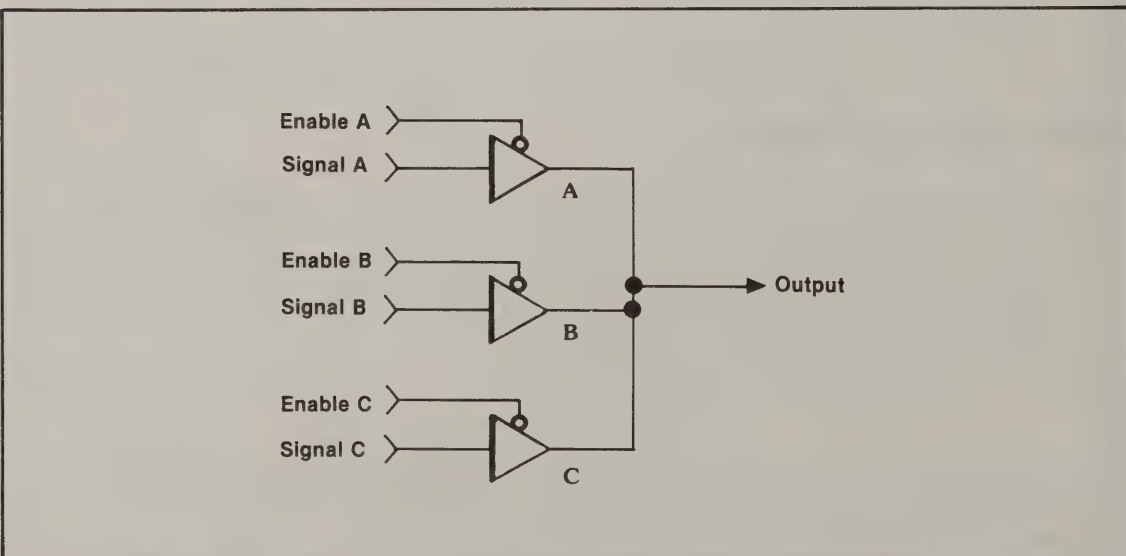 Enable A
Signal A
A
Enable B
Output
Signal B
B
Enable C
Signal C
C